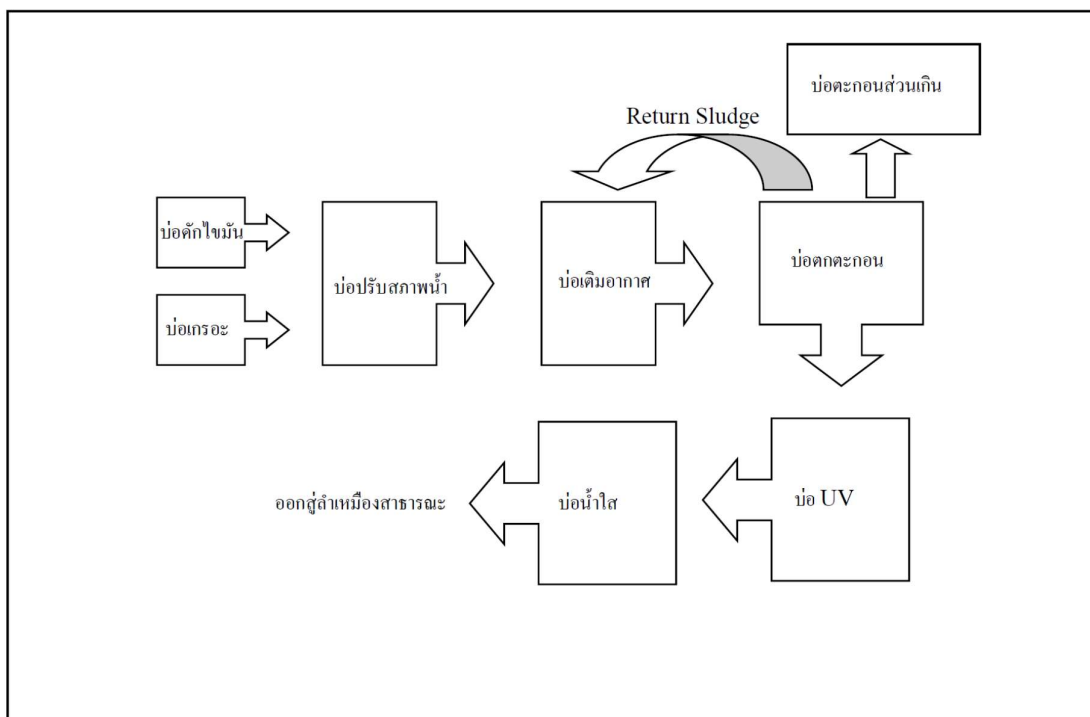 บ่อตะกอนส่วนเกิน
Return Sludge
บ่อดักไขมัน
บ่อเกรอะ
บ่อปรับสภาพน้ำ
บ่อเติมอากาศ
บ่อตกตะกอน
ออกสู่ลำเหมืองสาธารณะ
บ่อน้ำใส
บ่อ UV